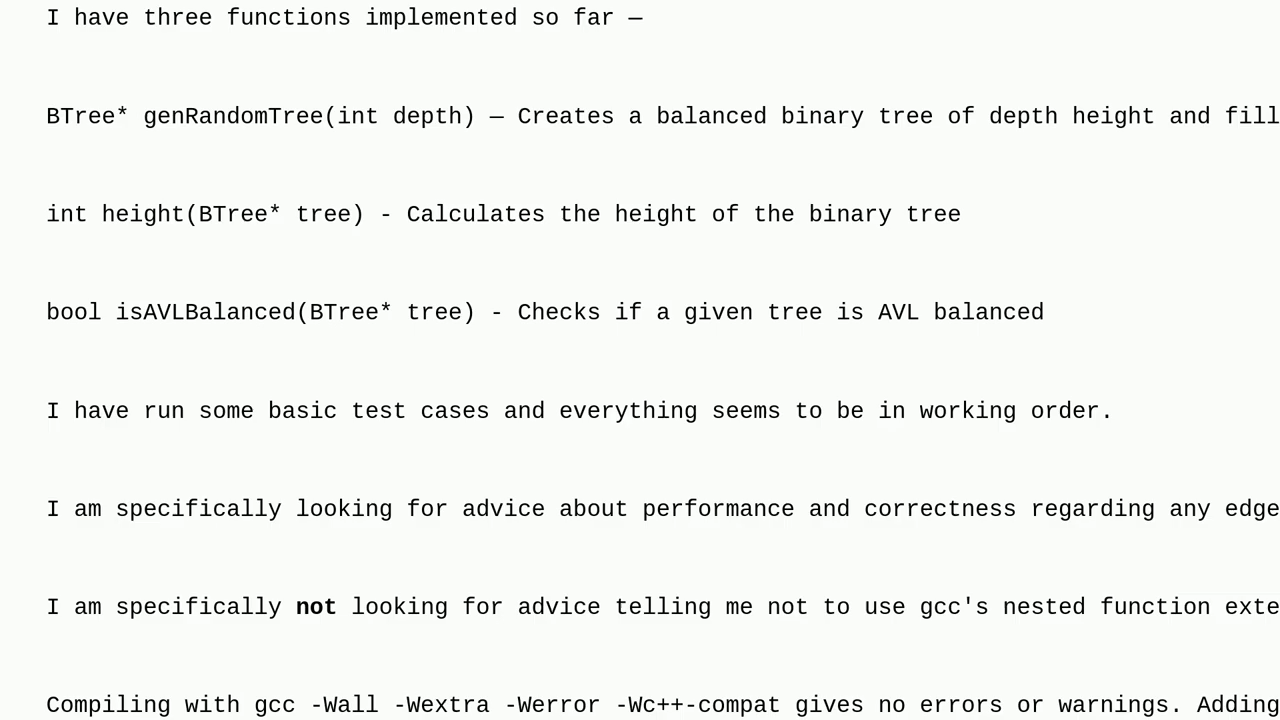 I have three functions implemented so far —
BTree* genRandomTree(int depth) — Creates a balanced binary tree of depth height and fill
int height(BTree* tree) - Calculates the height of the binary tree
bool isAVLBalanced(BTree* tree) - Checks if a given tree is AVL balanced
I have run some basic test cases and everything seems to be in working order.
I am specifically looking for advice about performance and correctness regarding any edge
I am specifically not looking for advice telling me not to use gcc's nested function exte
Compiling with gcc -Wall -Wextra -Werror -Wc++-compat gives no errors or warnings. Adding